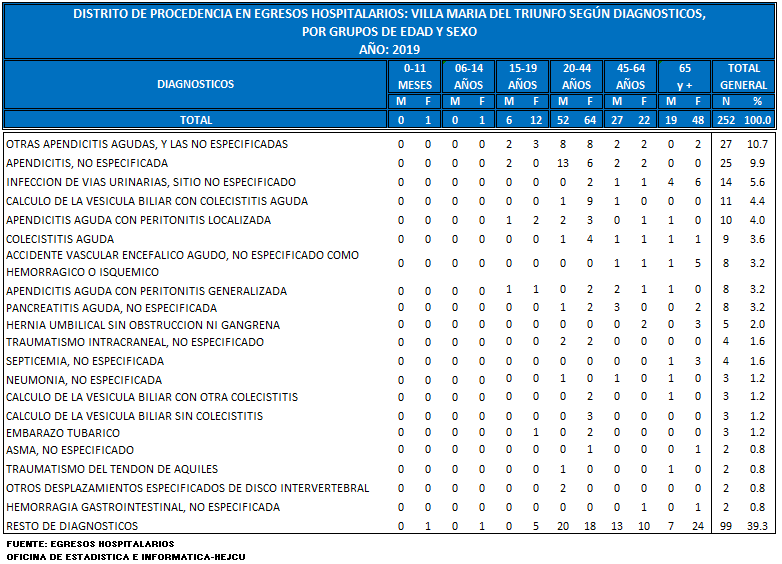 DISTRITO DE PROCEDENCIA EN EGRESOS HOSPITALARIOS: VILLA MARIA DEL TRIUNFO SEGÚN DIAGNOSTICOS,
POR GRUPOS DE EDAD Y SEXO
AÑO: 2019
DIAGNOSTICOS 0-11 MESES 06-14 AÑOS 15-19 AÑOS 20-44 AÑOS 45-64 AÑOS 65 y + TOTAL GENERAL
M F M F M F M F M F M F N %
TOTAL 0 1 0 1 6 12 52 64 27 22 19 48 252 100.0
OTRAS APENDICITIS AGUDAS, Y LAS NO ESPECIFICADAS 0 0 0 0 2 3 8 8 2 2 0 2 27 10.7
APENDICITIS, NO ESPECIFICADA 0 0 0 0 2 0 13 6 2 2 0 0 25 9.9
INFECCION DE VIAS URINARIAS, SITIO NO ESPECIFICADO 0 0 0 0 0 0 0 2 1 1 4 6 14 5.6
CALCULO DE LA VESICULA BILIAR CON COLECISTITIS AGUDA 0 0 0 0 0 0 1 9 1 0 0 0 11 4.4
APENDICITIS AGUDA CON PERITONITIS LOCALIZADA 0 0 0 0 1 2 2 3 0 1 1 0 10 4.0
COLECISTITIS AGUDA 0 0 0 0 0 0 1 4 1 1 1 1 9 3.6
ACCIDENTE VASCULAR ENCEFALICO AGUDO, NO ESPECIFICADO COMO
HEMORRAGICO O ISQUEMICO 0 0 0 0 0 0 0 0 1 1 1 5 8 3.2
APENDICITIS AGUDA CON PERITONITIS GENERALIZADA 0 0 0 0 1 1 0 2 2 1 1 0 8 3.2
PANCREATITIS AGUDA, NO ESPECIFICADA 0 0 0 0 0 0 1 2 3 0 0 2 8 3.2
HERNIA UMBILICAL SIN OBSTRUCCION NI GANGRENA 0 0 0 0 0 0 0 0 0 2 0 3 5 2.0
TRAUMATISMO INTRACRANEAL, NO ESPECIFICADO 0 0 0 0 0 0 2 2 0 0 0 0 4 1.6
SEPTICEMIA, NO ESPECIFICADA 0 0 0 0 0 0 0 0 0 0 1 3 4 1.6
NEUMONIA, NO ESPECIFICADA 0 0 0 0 0 0 1 0 1 0 1 0 3 1.2
CALCULO DE LA VESICULA BILIAR CON OTRA COLECISTITIS 0 0 0 0 0 0 0 2 0 0 1 0 3 1.2
CALCULO DE LA VESICULA BILIAR SIN COLECISTITIS 0 0 0 0 0 0 0 3 0 0 0 0 3 1.2
EMBARAZO TUBARICO 0 0 0 0 0 1 0 2 0 0 0 0 3 1.2
ASMA, NO ESPECIFICADO 0 0 0 0 0 0 0 1 0 0 0 1 2 0.8
TRAUMATISMO DEL TENDON DE AQUILES 0 0 0 0 0 0 1 0 0 0 1 0 2 0.8
OTROS DESPLAZAMIENTOS ESPECIFICADOS DE DISCO INTERVERTEBRAL 0 0 0 0 0 0 2 0 0 0 0 0 2 0.8
HEMORRAGIA GASTROINTESTINAL, NO ESPECIFICADA 0 0 0 0 0 0 0 0 0 1 0 1 2 0.8
RESTO DE DIAGNOSTICOS 0 1 0 1 0 5 20 18 13 10 7 24 99 39.3
FUENTE: EGRESOS HOSPITALARIOS
OFICINA DE ESTADISTICA E INFORMATICA-HEJCU